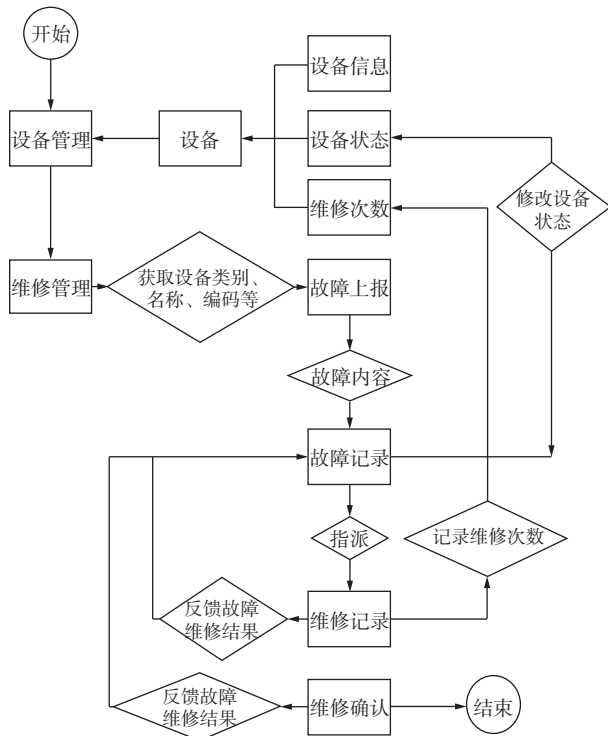 开始
设备信息
设备管理
设备
设备状态
修改设备
状态
维修次数
维修管理
获取设备类别、
名称、编码等
故障上报
故障内容
故障记录
指派
记录维修次数
反馈故障
维修结果
维修记录
反馈故障
维修结果
维修确认
结束